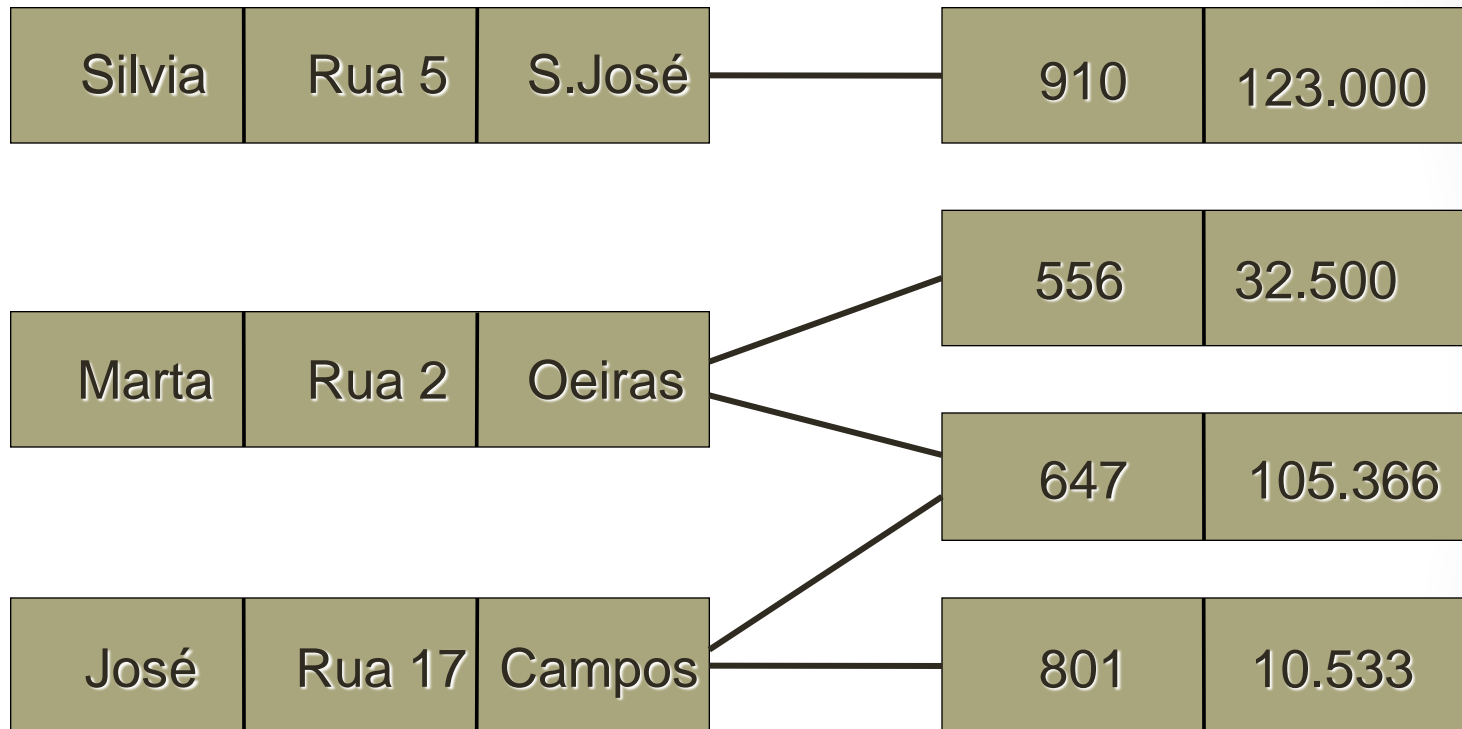 Silvia Rua 5 S.José 910 123.000
556 32.500
Marta Rua 2 Oeiras
647 105.366
José Rua 17 Campos 801 10.533